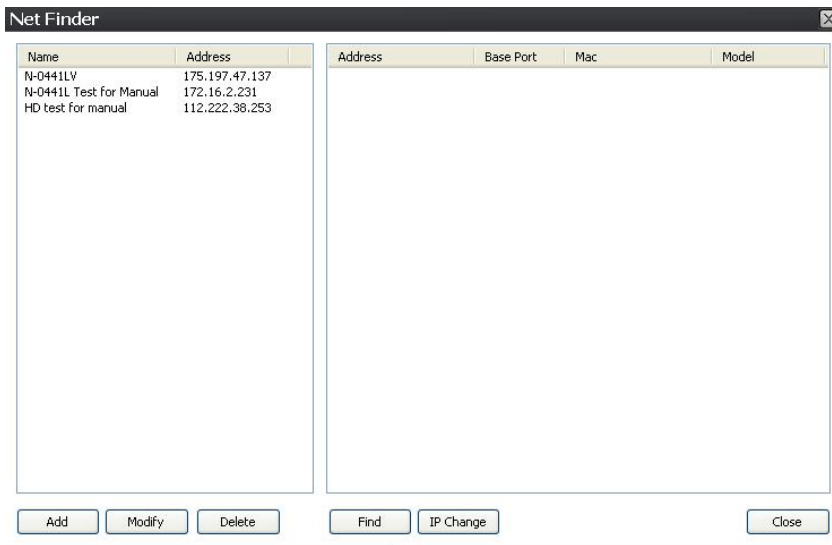 Net Finder
Name Address Address Base Port Mac Model
N-0441LV 175.197.47.137
N-0441L Test for Manual 172.16.2.231
HD test for manual 112.222.38.253
Add Modify Delete Find IP Change Close